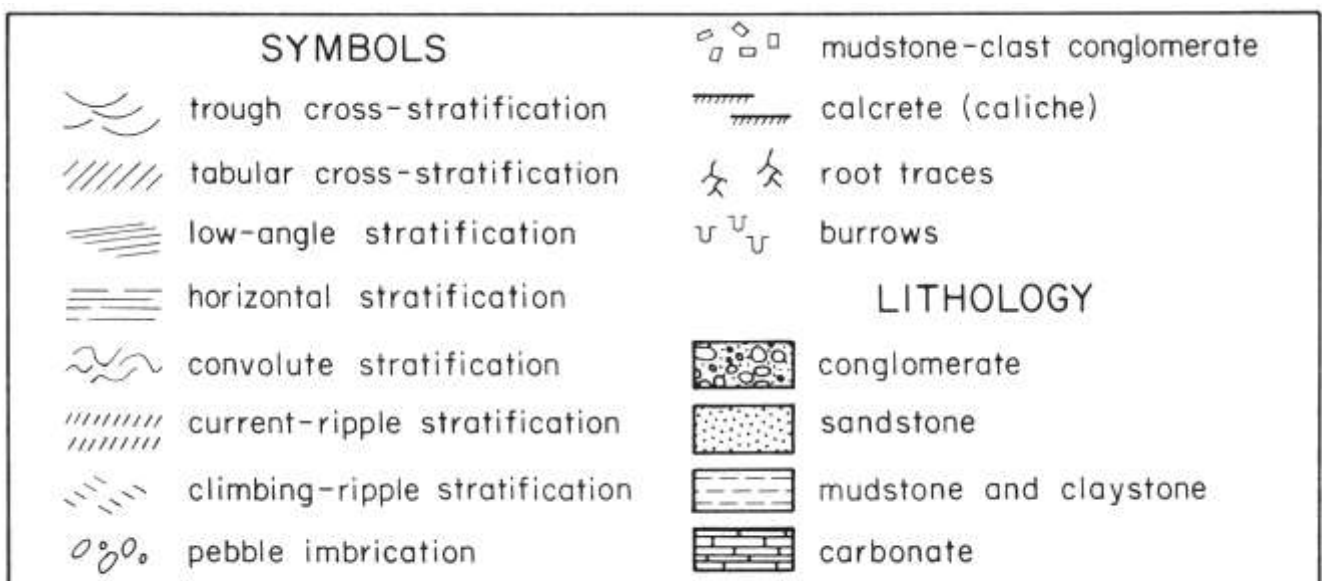 SYMBOLS
trough cross-stratification
tabular cross-stratification
low-angle stratification
horizontal stratification
convolute stratification
current-ripple stratification
climbing-ripple stratification
pebble imbrication
mudstone-clast conglomerate
calcrete (caliche)
root traces
burrows
LITHOLOGY
conglomerate
sandstone
mudstone and claystone
carbonate